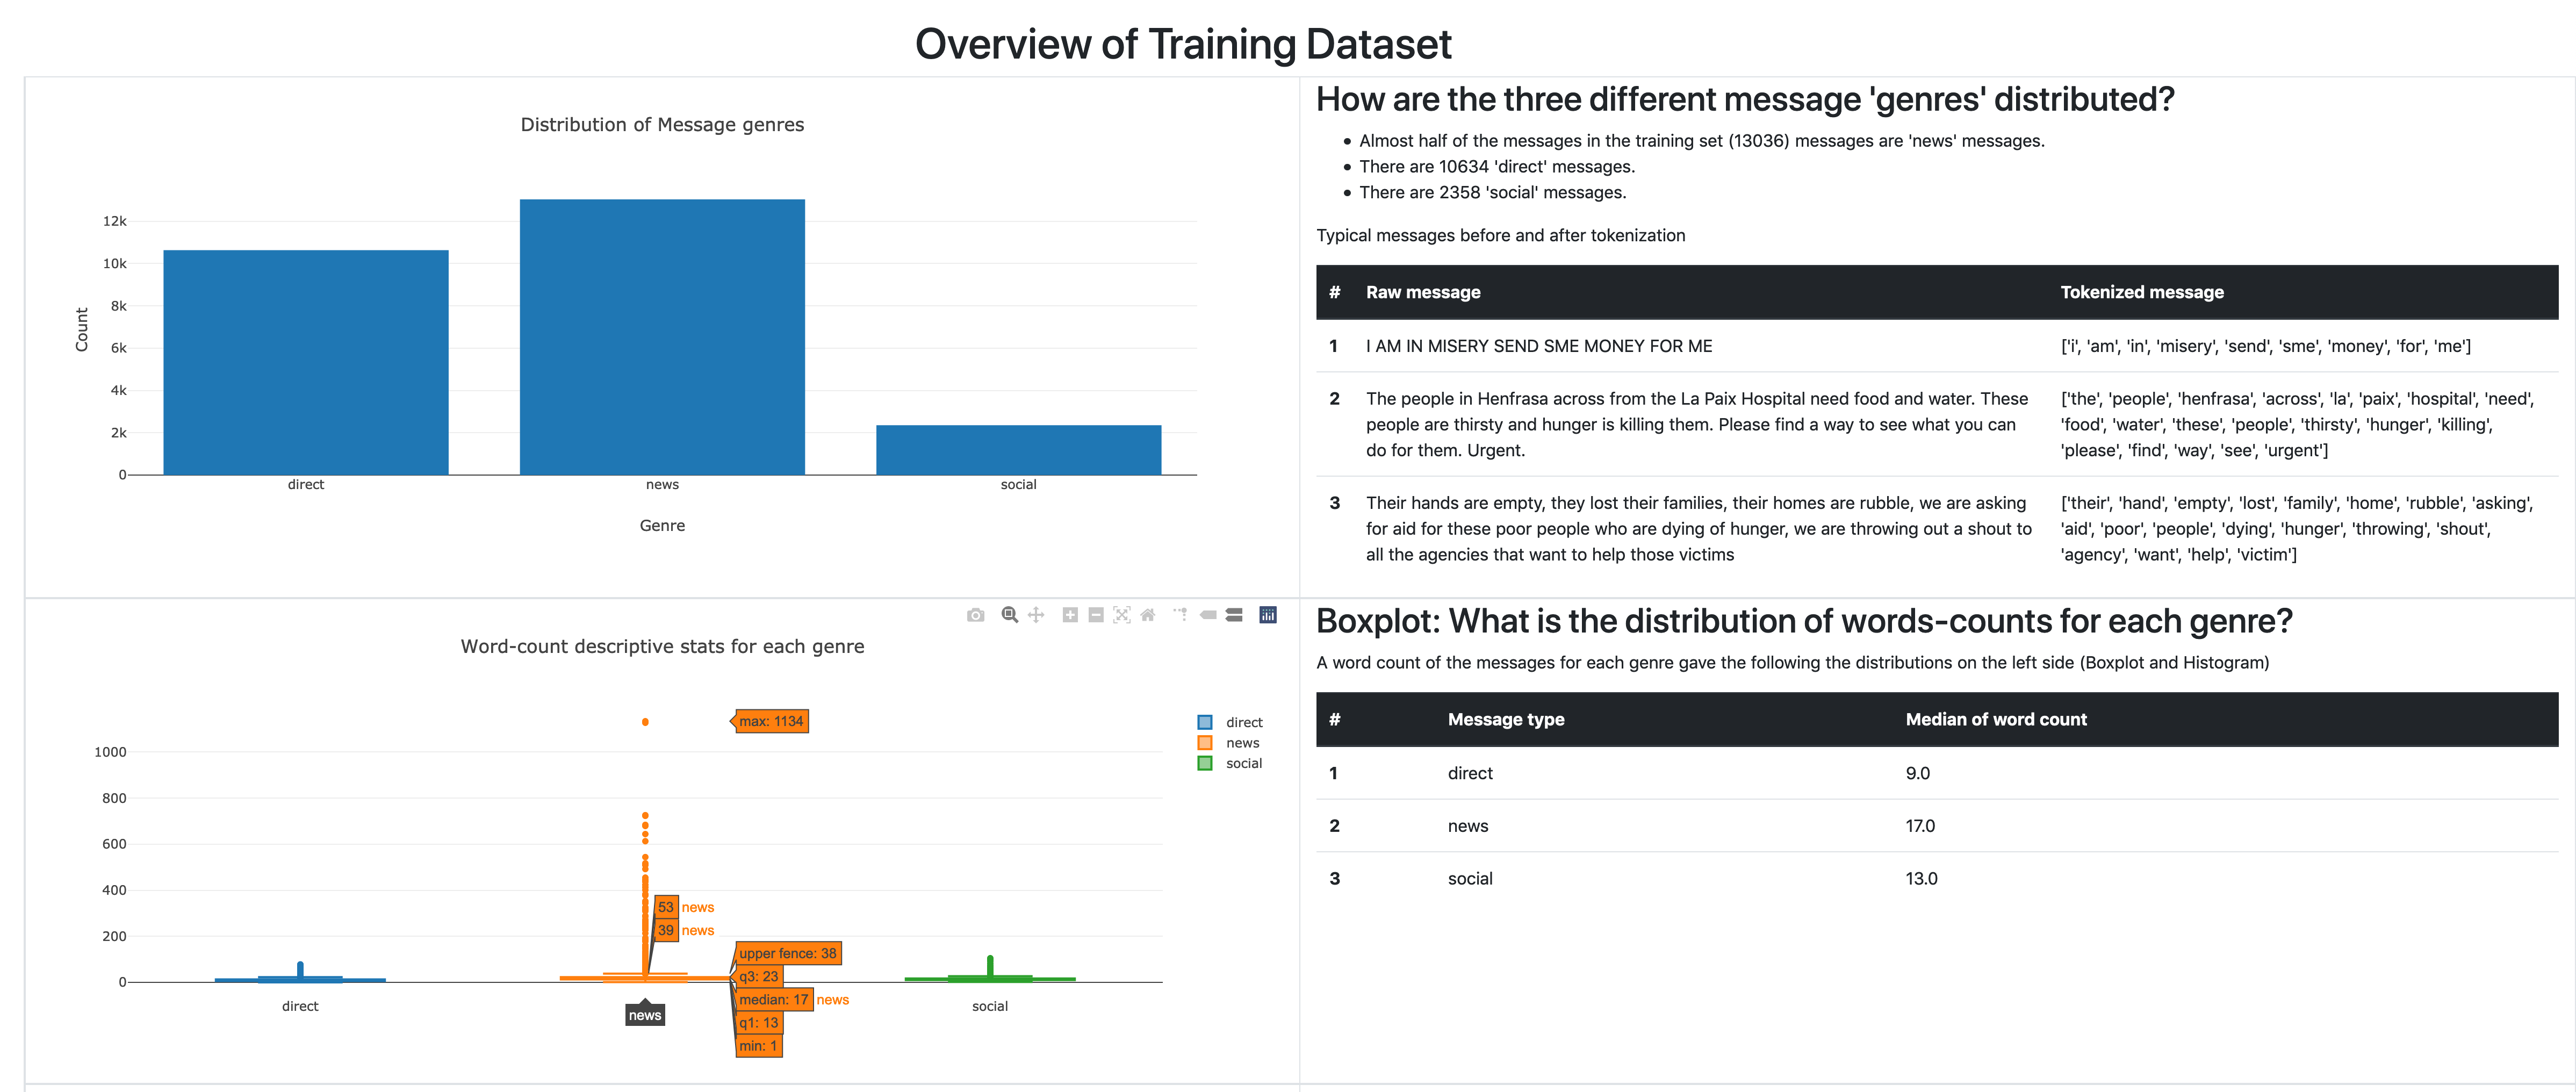 Overview of Training Dataset
Distribution of Message genres
12k
10k
8k
6k
4k
2k
0
Count
direct
news
social
Genre
How are the three different message 'genres' distributed?
• Almost half of the messages in the training set (13036) messages are 'news' messages.
• There are 10634 'direct' messages.
• There are 2358 'social' messages.
Typical messages before and after tokenization
# Raw message Tokenized message
1 I AM IN MISERY SEND SME MONEY FOR ME ['i', 'am', 'in', 'misery', 'send', 'sme', 'money', 'for', 'me']
2 The people in Henfrasa across from the La Paix Hospital need food and water. These
people are thirsty and hunger is killing them. Please find a way to see what you can
do for them. Urgent.
['the', 'people', 'henfrasa', 'across', 'la', 'paix', 'hospital', 'need',
'food', 'water', 'these', 'people', 'thirsty', 'hunger', 'killing',
'please', 'find', 'way', 'see', 'urgent']
3 Their hands are empty, they lost their families, their homes are rubble, we are asking
for aid for these poor people who are dying of hunger, we are throwing out a shout to
all the agencies that want to help those victims
['their', 'hand', 'empty', 'lost', 'family', 'home', 'rubble', 'asking',
'aid', 'poor', 'people', 'dying', 'hunger', 'throwing', 'shout',
'agency', 'want', 'help', 'victim']
Word-count descriptive stats for each genre
1000
800
600
400
200
0
max: 1134
53 news
39 news
upper fence: 38
q3: 23
median: 17 news
q1: 13
min: 1
direct
news
social
direct
news
social
Boxplot: What is the distribution of words-counts for each genre?
A word count of the messages for each genre gave the following the distributions on the left side (Boxplot and Histogram)
# Message type Median of word count
1 direct 9.0
2 news 17.0
3 social 13.0